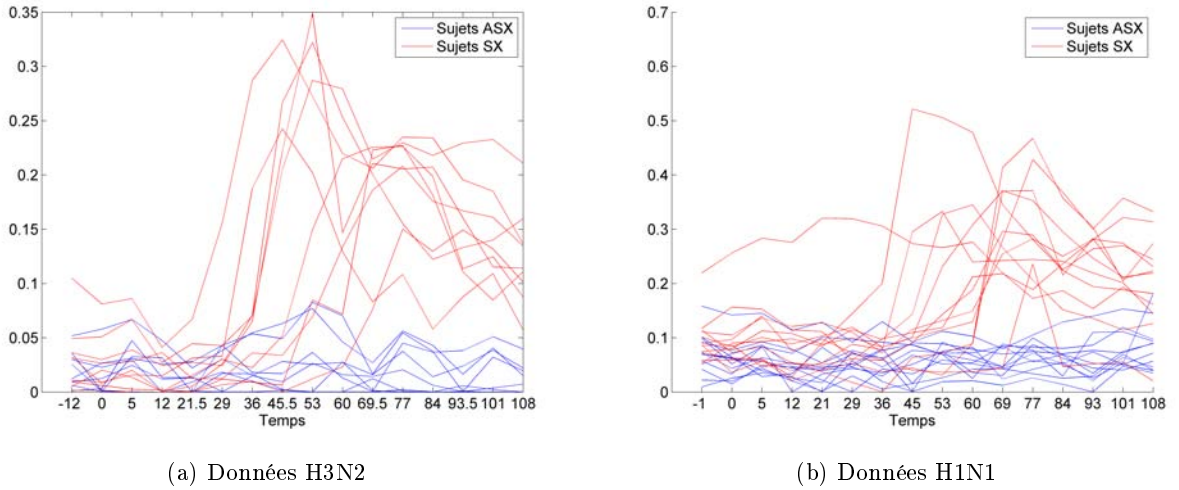 0.35
0.3
0.25
0.2
0.15
0.1
0.05
0
Sujets ASX
Sujets SX
-12 0 5 12 21.5 29 36 45.5 53 60 69.5 77 84 93.5 101 108
Temps
(a) Données H3N2
0.7
0.6
0.5
0.4
0.3
0.2
0.1
0
Sujets ASX
Sujets SX
-1 0 5 12 21 29 36 45 53 60 69 77 84 93 101 108
Temps
(b) Données H1N1